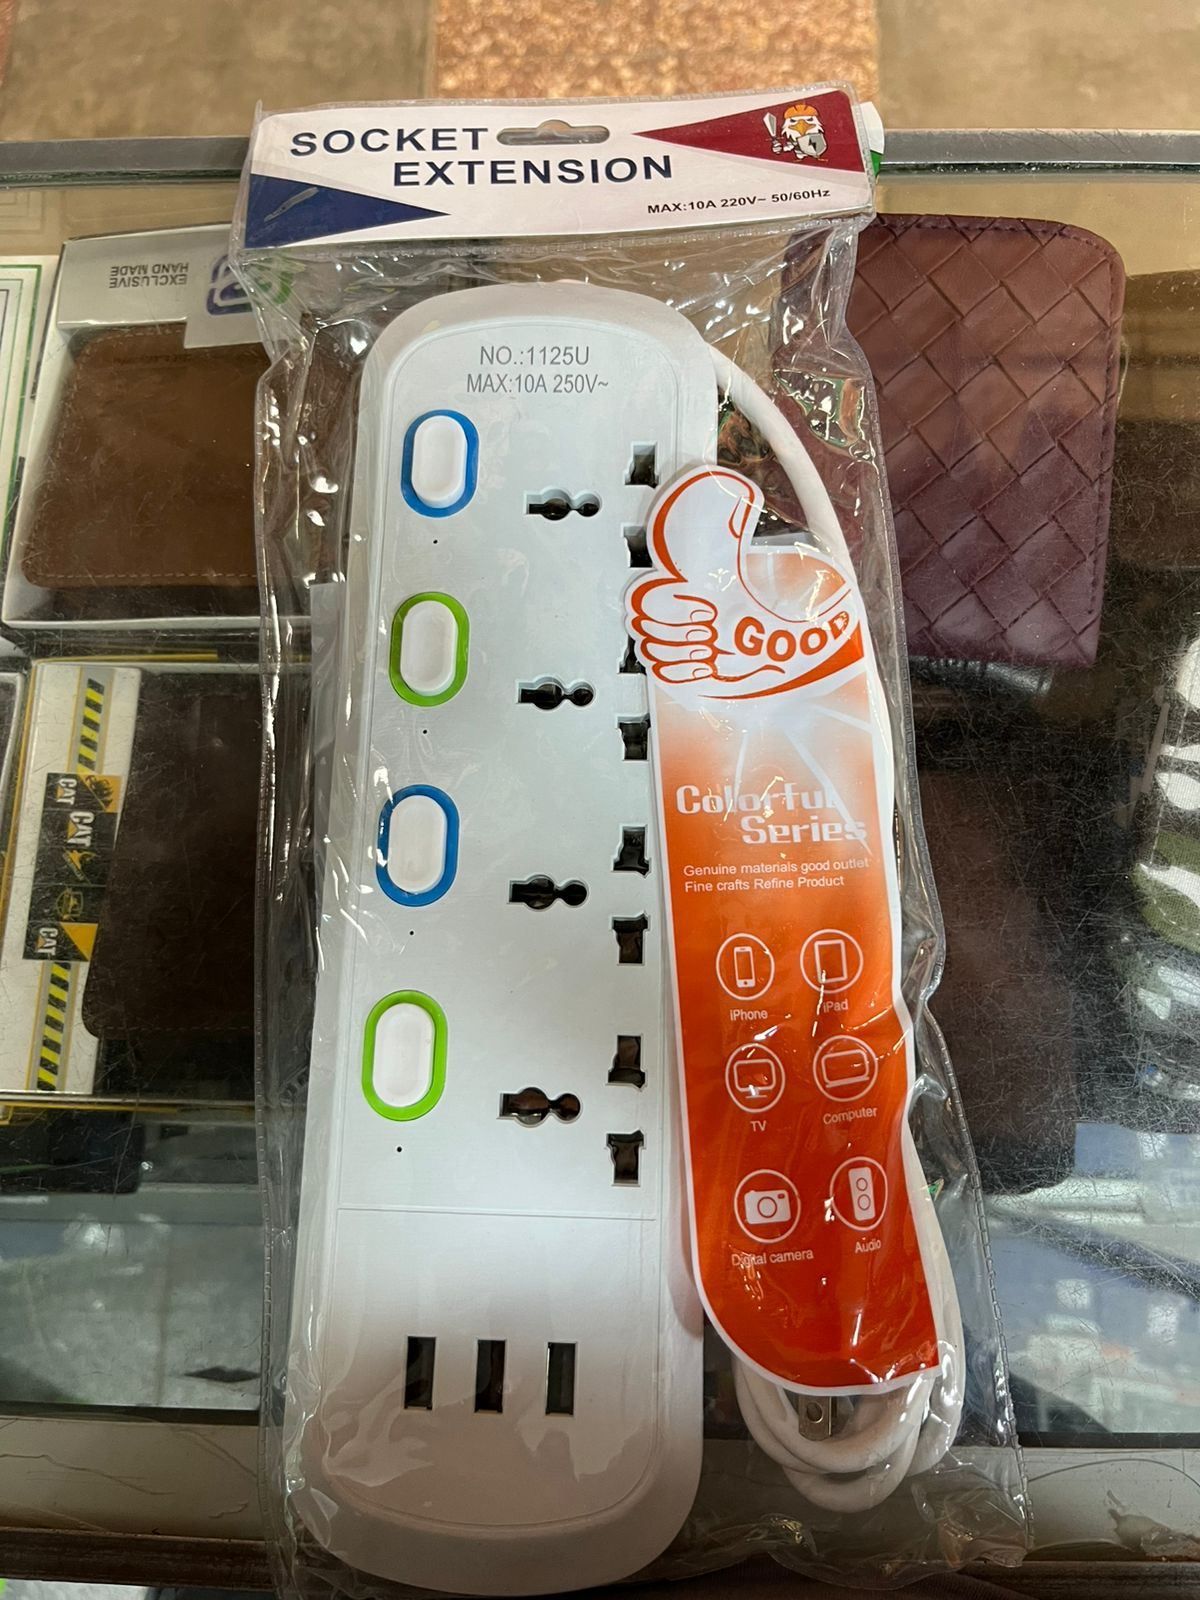 SOCKET
EXTENSION
MAX:10A 220V~ 50/60Hz
EXCLUSIVE
HAND MADE
NO.:1125U
MAX:10A 250V~
GOOD
Colorful
Series
Genuine materials good outlet
Fine crafts Refine Product
iPhone
iPad
TV
Computer
Digital camera
Audio
CAT
CAT
CAT